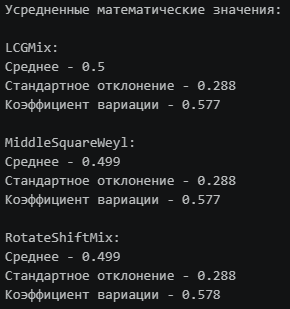 Усредненные математические значения:
LCGMix:
Среднее - 0.5
Стандартное отклонение - 0.288
Коэффициент вариации - 0.577
MiddleSquareWeyl:
Среднее - 0.499
Стандартное отклонение - 0.288
Коэффициент вариации - 0.577
RotateShiftMix:
Среднее - 0.499
Стандартное отклонение - 0.288
Коэффициент вариации - 0.578